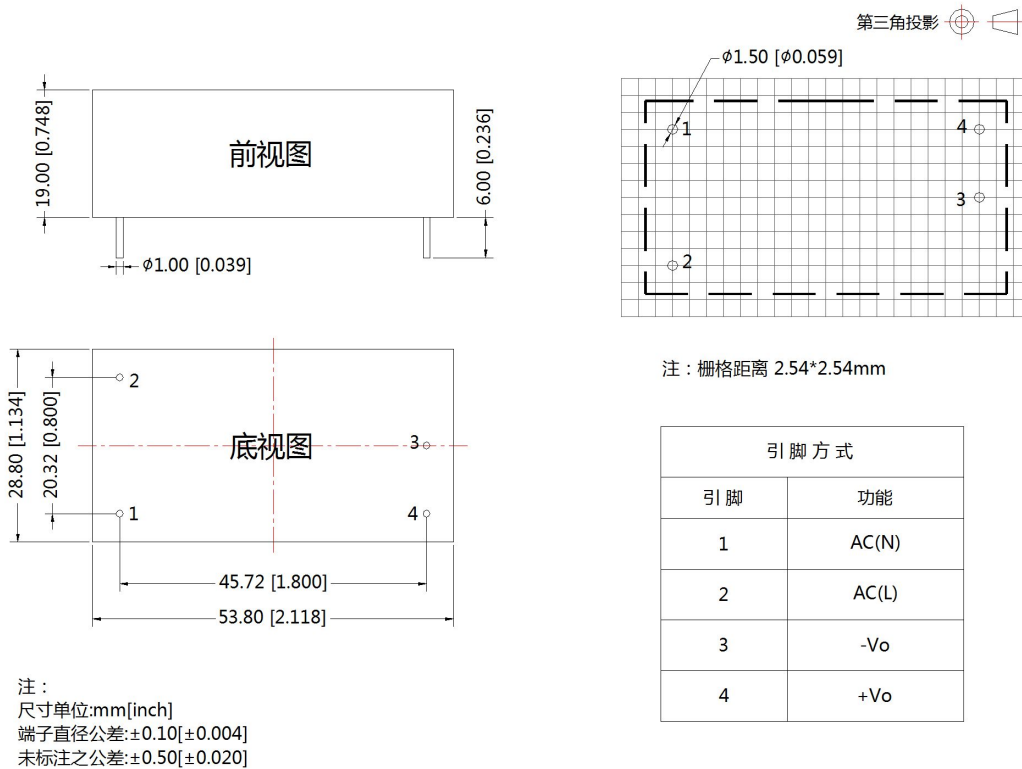 第三角投影
⌀1.50 [⌀0.059]
19.00 [0.748]
前视图
6.00 [0.236]
⌀1.00 [0.039]
1
4
3
2
28.80 [1.134]
20.32 [0.800]
2
底视图
3
1
4
45.72 [1.800]
53.80 [2.118]
注：栅格距离 2.54*2.54mm
引脚方式
引脚 功能
1 AC(N)
2 AC(L)
3 -Vo
4 +Vo
注：
尺寸单位:mm[inch]
端子直径公差:±0.10[±0.004]
未标注之公差:±0.50[±0.020]